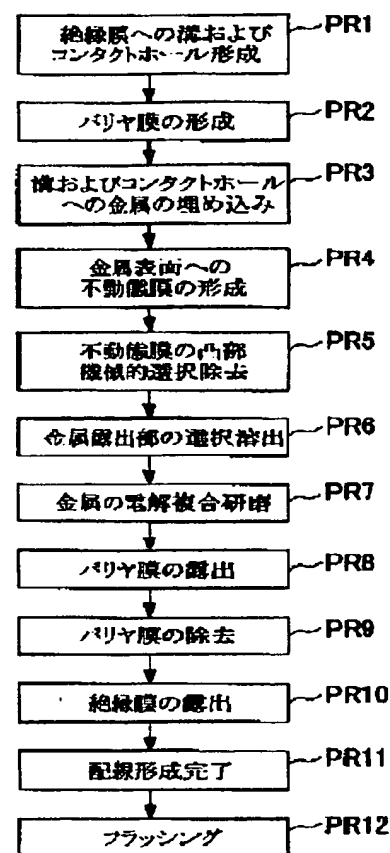 絶縁膜への溝および
コンタクトホール形成
PR1
バリヤ膜の形成
PR2
溝およびコンタクトホール
への金属の埋め込み
PR3
金属表面への
不動態膜の形成
PR4
不動態膜の凸部
機械的選択除去
PR5
金属露出部の選択溶出
PR6
金属の電解複合研磨
PR7
バリヤ膜の露出
PR8
バリヤ膜の除去
PR9
絶縁膜の露出
PR10
配線形成完了
PR11
フラッシング
PR12